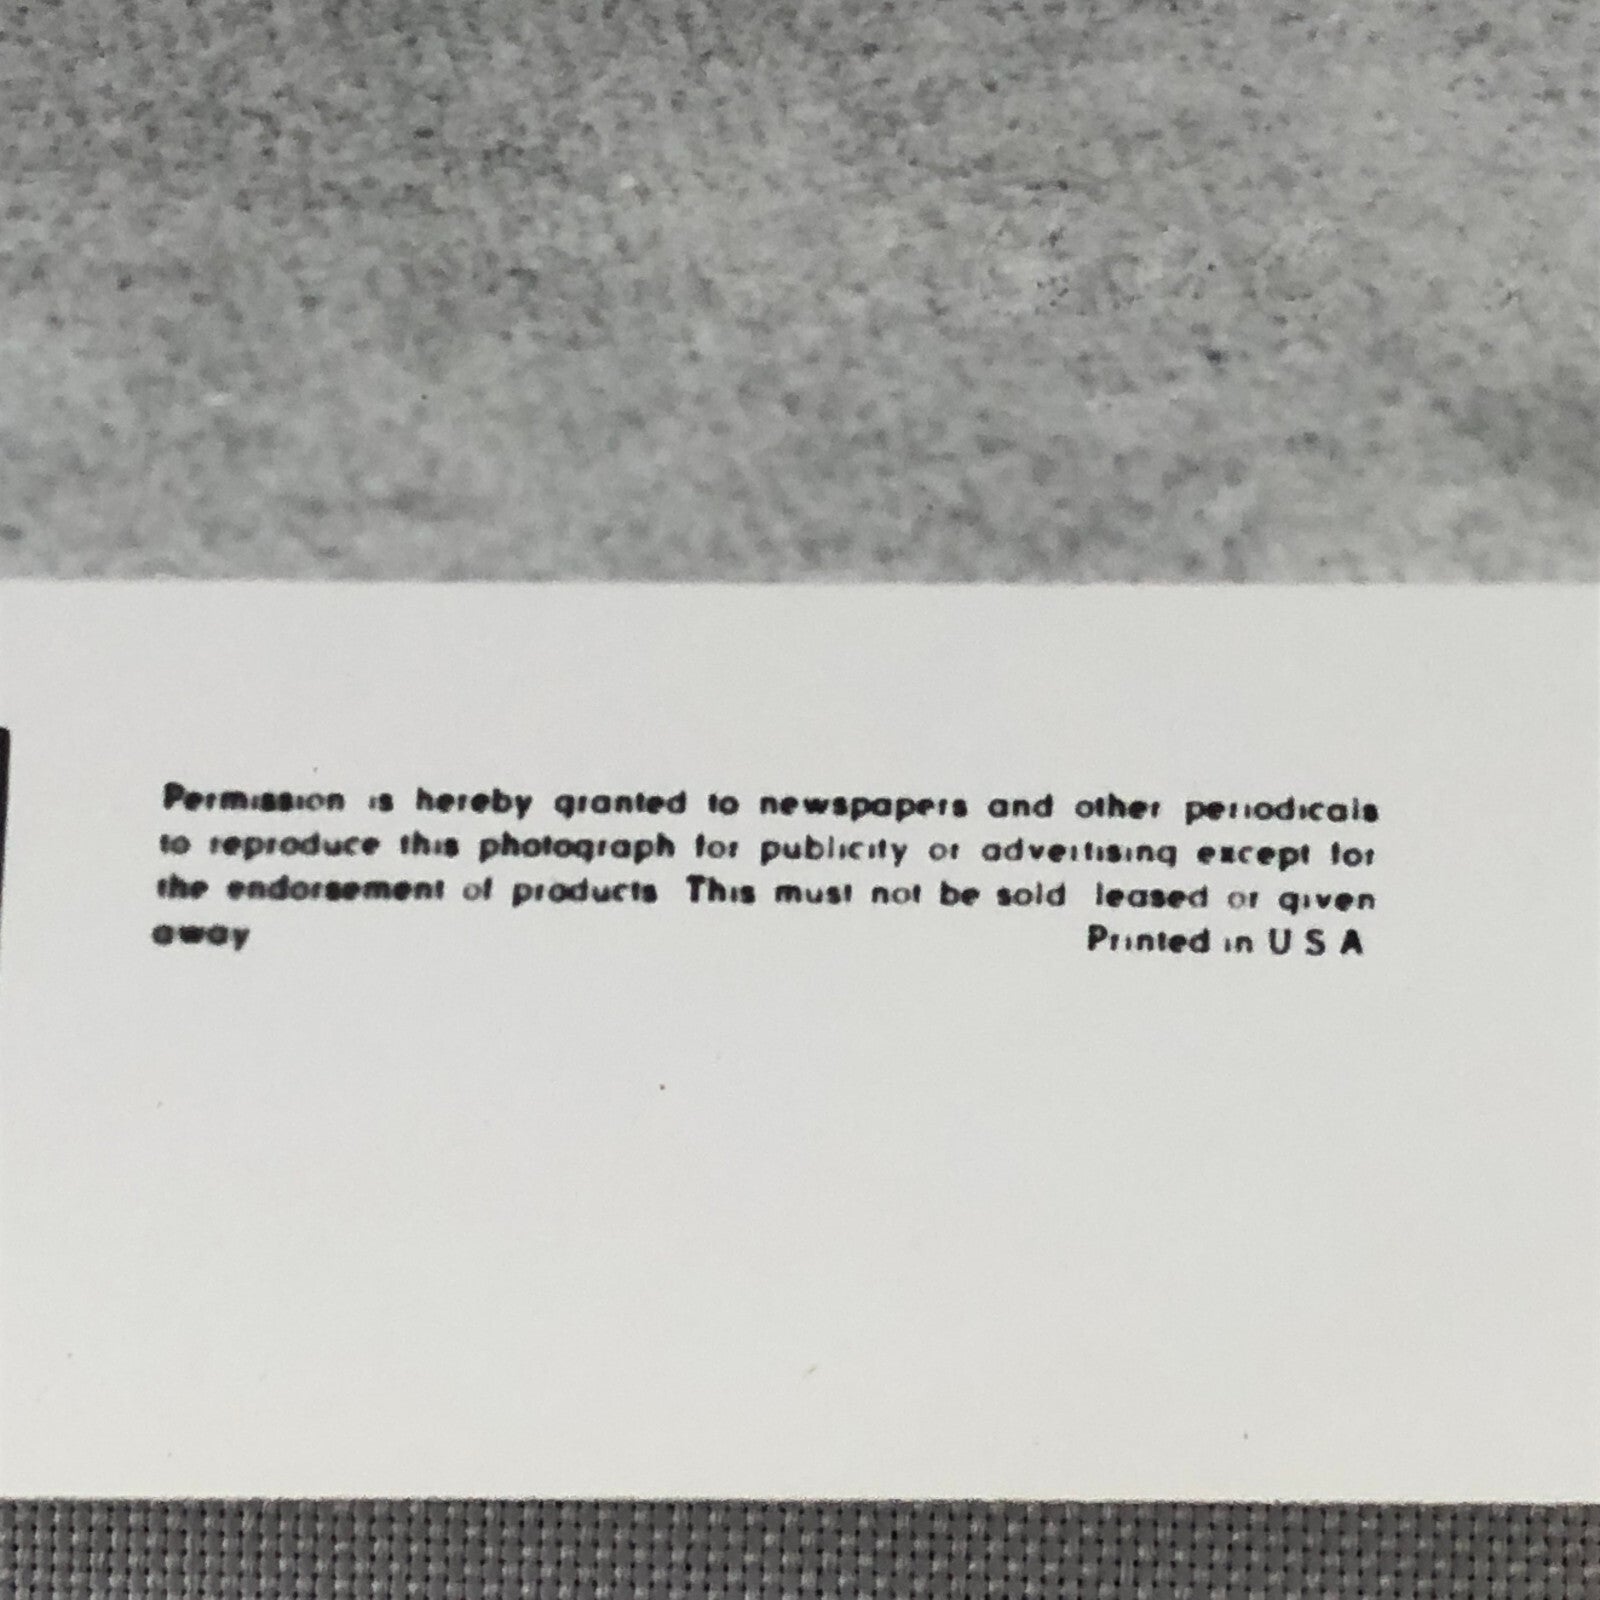 Permission is hereby granted to newspapers and other periodicals
to reproduce this photograph for publicity or advertising except for
the endorsement of products This must not be sold leased or given
away Printed in U S A